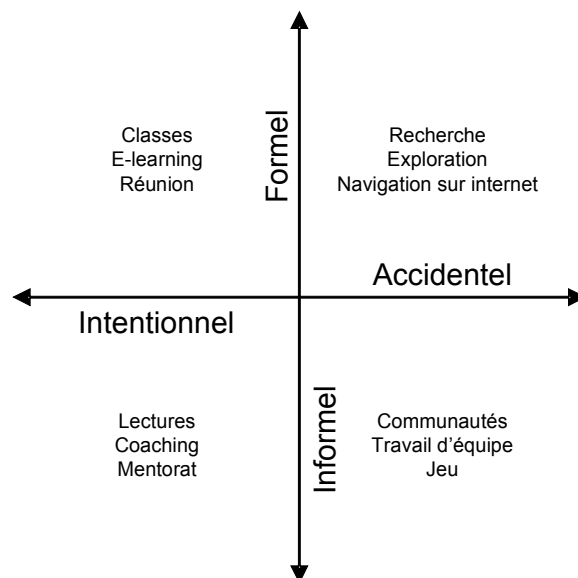 Classes
E-learning
Réunion
Formel
Recherche
Exploration
Navigation sur internet
Accidentel
Intentionnel
Lectures
Coaching
Mentorat
Informel
Communautés
Travail d'équipe
Jeu